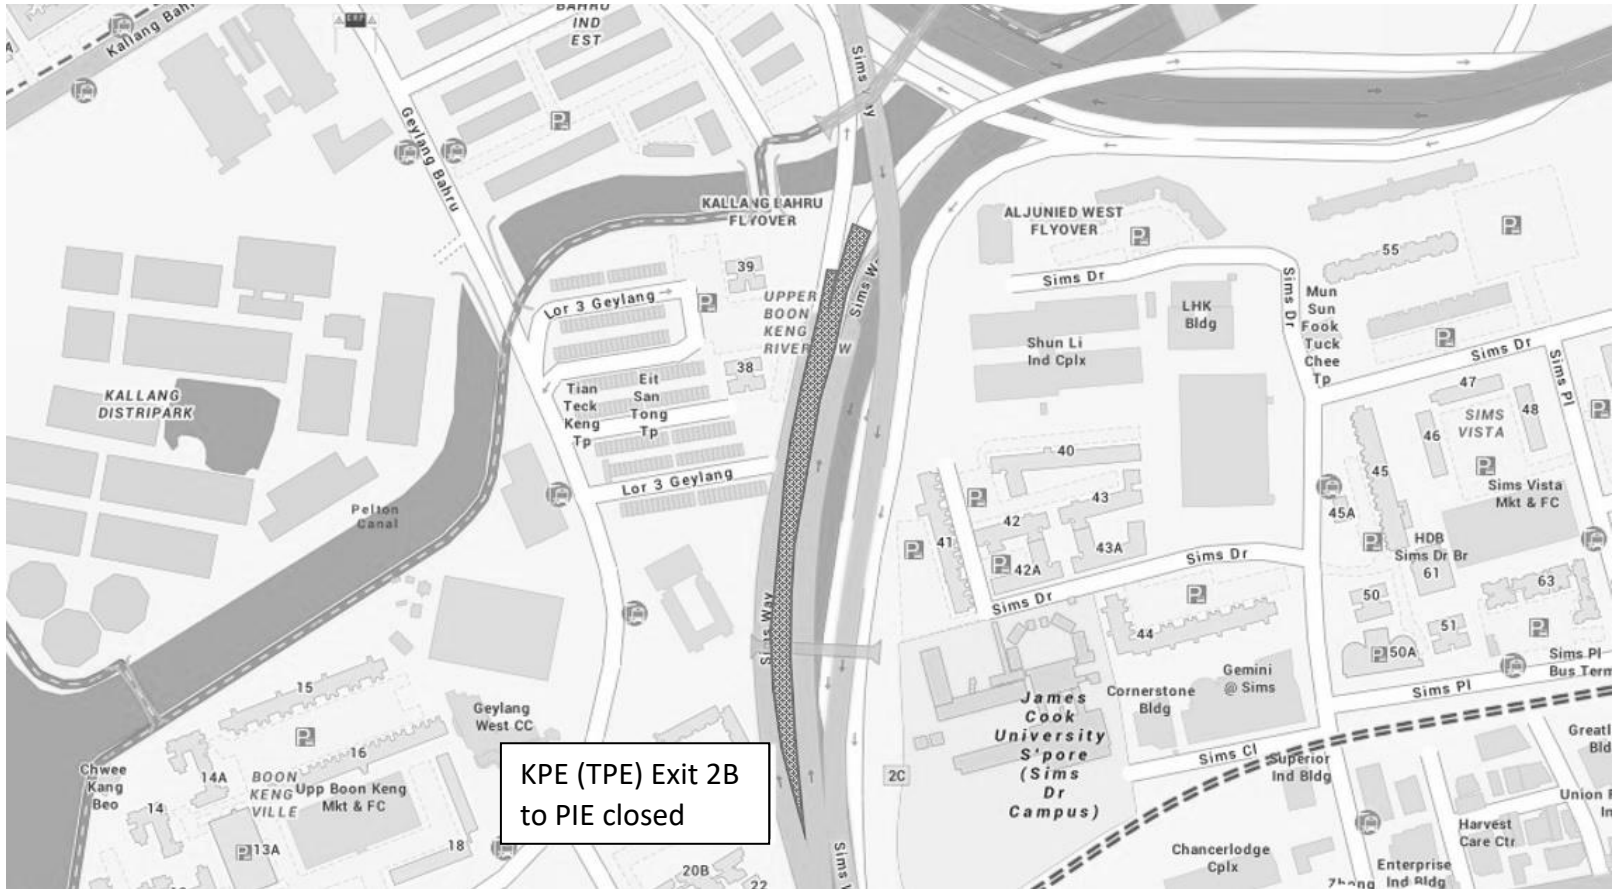 ERP
BAHRU
IND
EST
Kallang Bah
Geylang Bahru
Sims Way
KALLANG BAHRU
FLYOVER
ALJUNIED WEST
FLYOVER
55
39
Lor 3 Geylang
UPPER
BOON
KENG
RIVER
W
Sims Wa
Sims Dr
Sims Dr
LHK
Bldg
Mun
Sun
Fook
Tuck
Chee
Tp
Shun Li
Ind Cplx
Sims Dr
Sims Pl
38
KALLANG
DISTRIPARK
Tian
Teck
Keng
Tp
Eit
San
Tong
Tp
47
48
SIMS
VISTA
46
45
40
Lor 3 Geylang
Sims Vista
Mkt & FC
Pelton
Canal
43
42
41
45A
43A
42A
HDB
Sims Dr Br
61
Sims Dr
Sims Dr
63
50
51
44
Sims Way
50A
Sims Pl
Bus Term
15
Gemini
@ Sims
Sims Pl
Cornerstone
Bldg
James
Cook
University
S'pore
(Sims
Dr
Campus)
Geylang
West CC
16
Sims Cl
Superior
Ind Bldg
Chwee
Kang
Beo
14A
14
BOON
KENG
VILLE
Upp Boon Keng
Mkt & FC
KPE (TPE) Exit 2B
to PIE closed
2C
13A
18
Harvest
Care Ctr
Chancerlodge
Cplx
Enterprise
Ind Bldg
20B
22
Sims